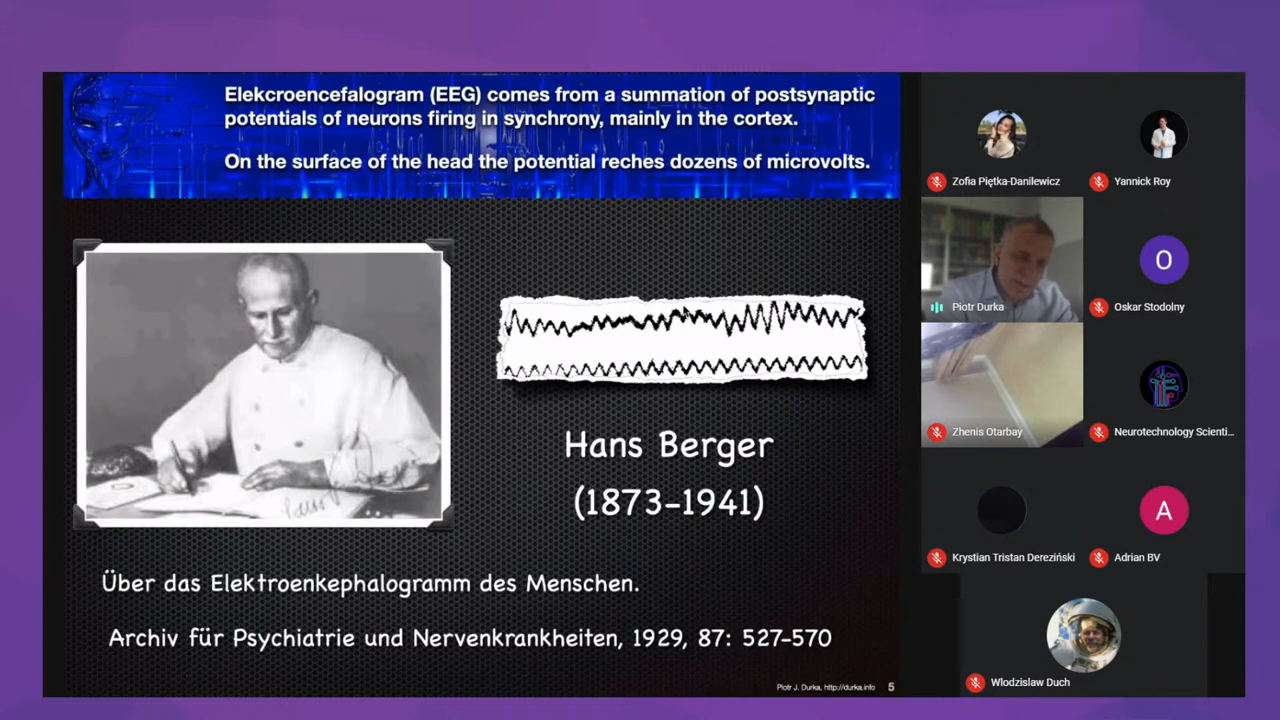 Elekcroencefalogram (EEG) comes from a summation of postsynaptic
potentials of neurons firing in synchrony, mainly in the cortex.
On the surface of the head the potential reches dozens of microvolts.
Hans Berger
(1873-1941)
Über das Elektroenkephalogramm des Menschen.
Archiv für Psychiatrie und Nervenkrankheiten, 1929, 87: 527-570
Piotr J. Durka, http://durka.info 5
Zofia Piętka-Danilewicz
Yannick Roy
Piotr Durka
O
Oskar Stodolny
Zhenis Otarbay
Neurotechnology Scienti...
Krystian Tristan Dereziński
A
Adrian BV
Wlodzislaw Duch